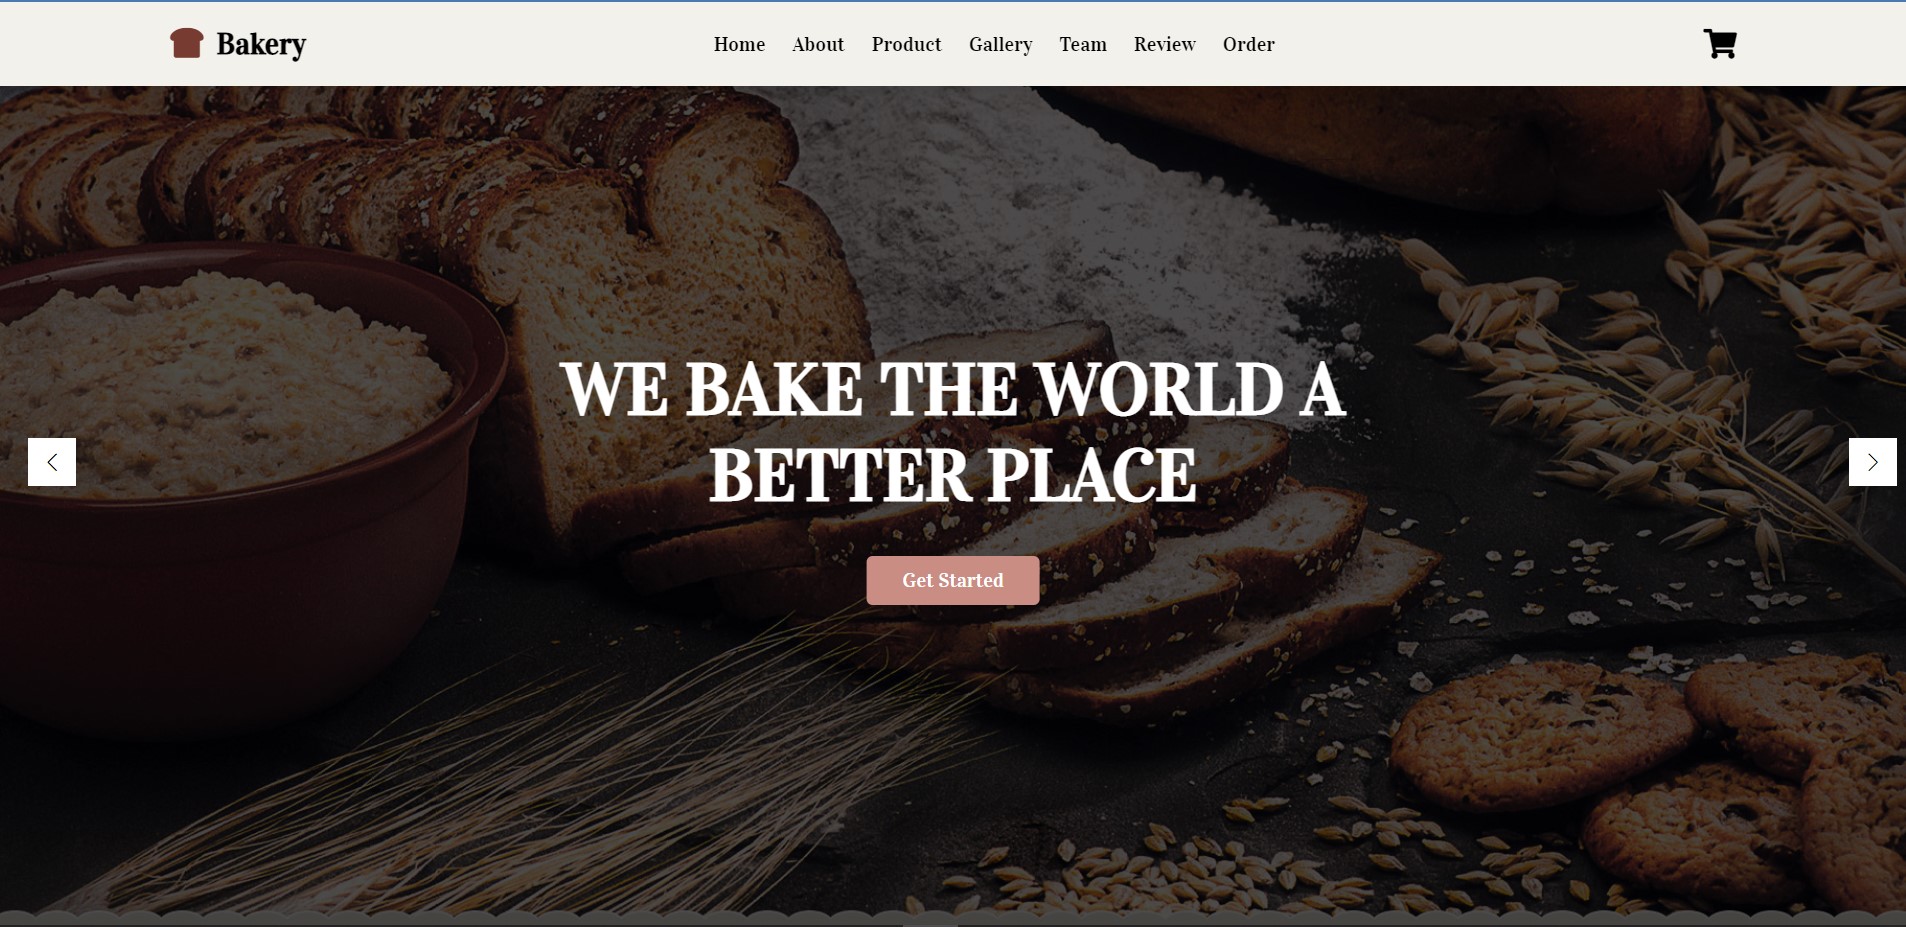 Bakery
Home About Product Gallery Team Review Order
WE BAKE THE WORLD A
BETTER PLACE
Get Started